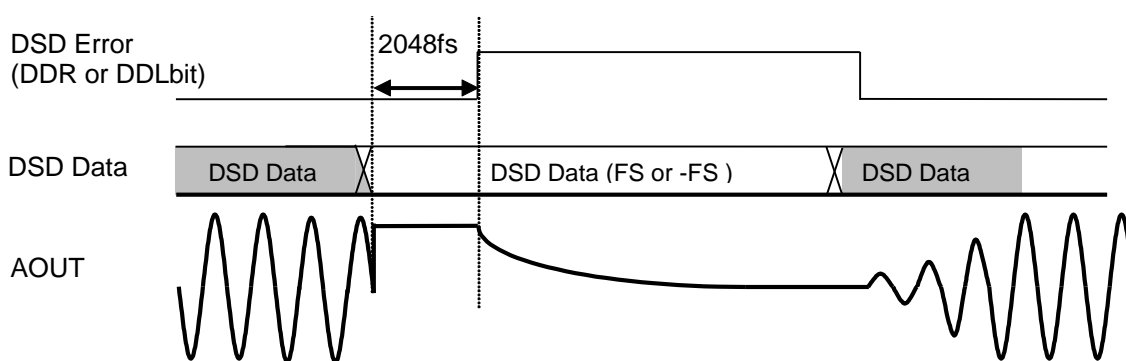 DSD Error
(DDR or DDLbit)
2048fs
DSD Data
DSD Data
DSD Data (FS or -FS )
DSD Data
AOUT